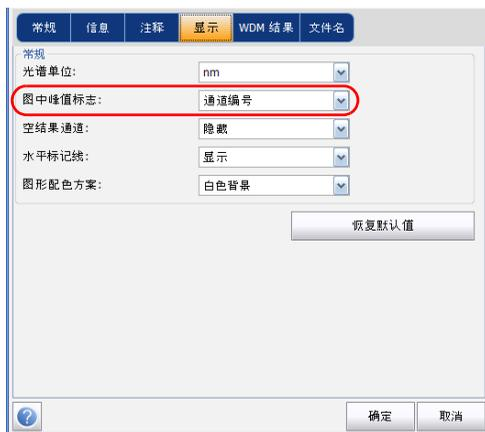 常规 信息 注释 显示 WDM 结果 文件名
常规
光谱单位: nm
图中峰值标志: 通道编号
空结果通道: 隐藏
水平标记线: 显示
图形配色方案: 白色背景
恢复默认值
? 确定 取消